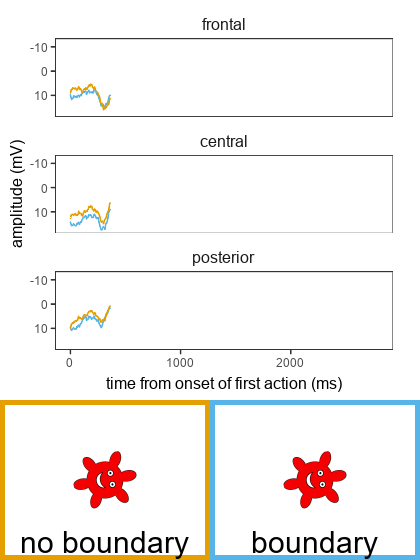 frontal
-10
0
10
central
-10
0
10
amplitude (mV)
posterior
-10
0
10
0 1000 2000
time from onset of first action (ms)
no boundary
boundary